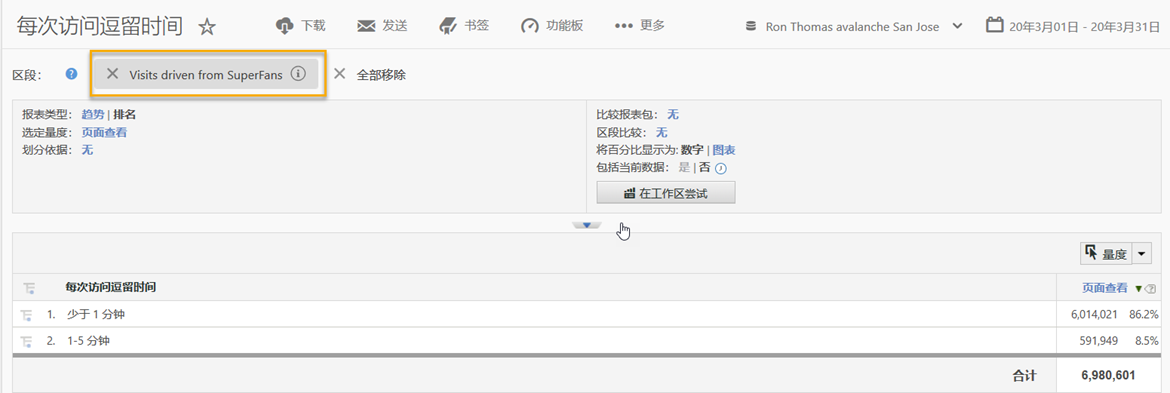 每次访问逗留时间 下载 发送 书签 功能板 更多 Ron Thomas avalanche San Jose 20年3月01日 - 20年3月31日
区段： Visits driven from SuperFans 全部移除
报表类型： 趋势 | 排名
选定量度： 页面查看
划分依据： 无
比较报表包： 无
区段比较： 无
将百分比显示为: 数字 | 图表
包括当前数据： 是 | 否
在工作区尝试
量度
每次访问逗留时间 页面查看
1. 少于 1 分钟 6,014,021 86.2%
2. 1-5 分钟 591,949 8.5%
合计 6,980,601